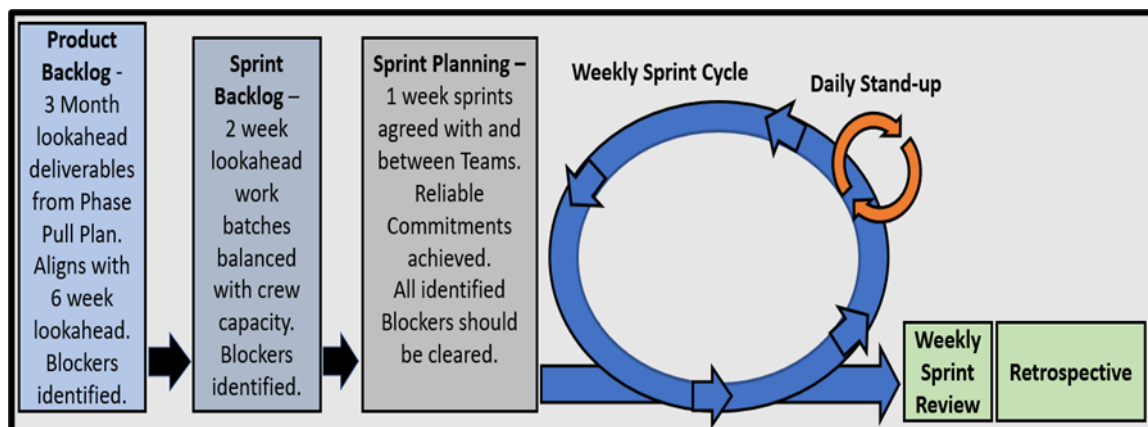 Product
Backlog -
3 Month
lookahead
deliverables
from Phase
Pull Plan.
Aligns with
6 week
lookahead.
Blockers
identified.
Sprint
Backlog –
2 week
lookahead
work
batches
balanced
with crew
capacity.
Blockers
identified.
Sprint Planning –
1 week sprints
agreed with and
between Teams.
Reliable
Commitments
achieved.
All identified
Blockers should
be cleared.
Weekly Sprint Cycle
Daily Stand-up
Weekly
Sprint
Review
Retrospective